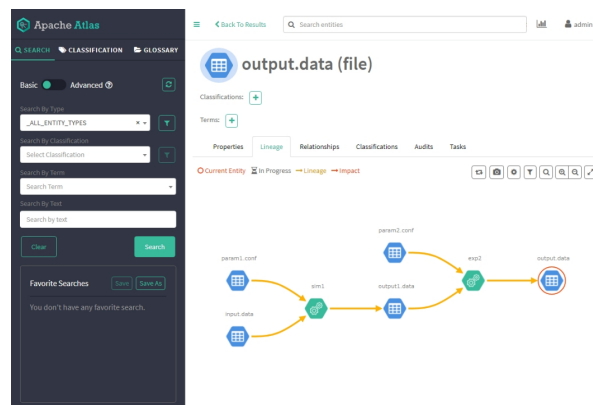 Apache Atlas
SEARCH CLASSIFICATION GLOSSARY
Basic Advanced
Search By Type
_ALL_ENTITY_TYPES
Search By Classification
Select Classification
Search By Term
Search Term
Search By Text
Search by text
Clear Search
Favorite Searches Save Save As
You don't have any favorite search.
Back To Results Search entities admin
output.data (file)
Classifications:
Terms:
Properties Lineage Relationships Classifications Audits Tasks
Current Entity In Progress Lineage Impact
param2.conf
param1.conf exp2 output.data
sim1 output1.data
input.data